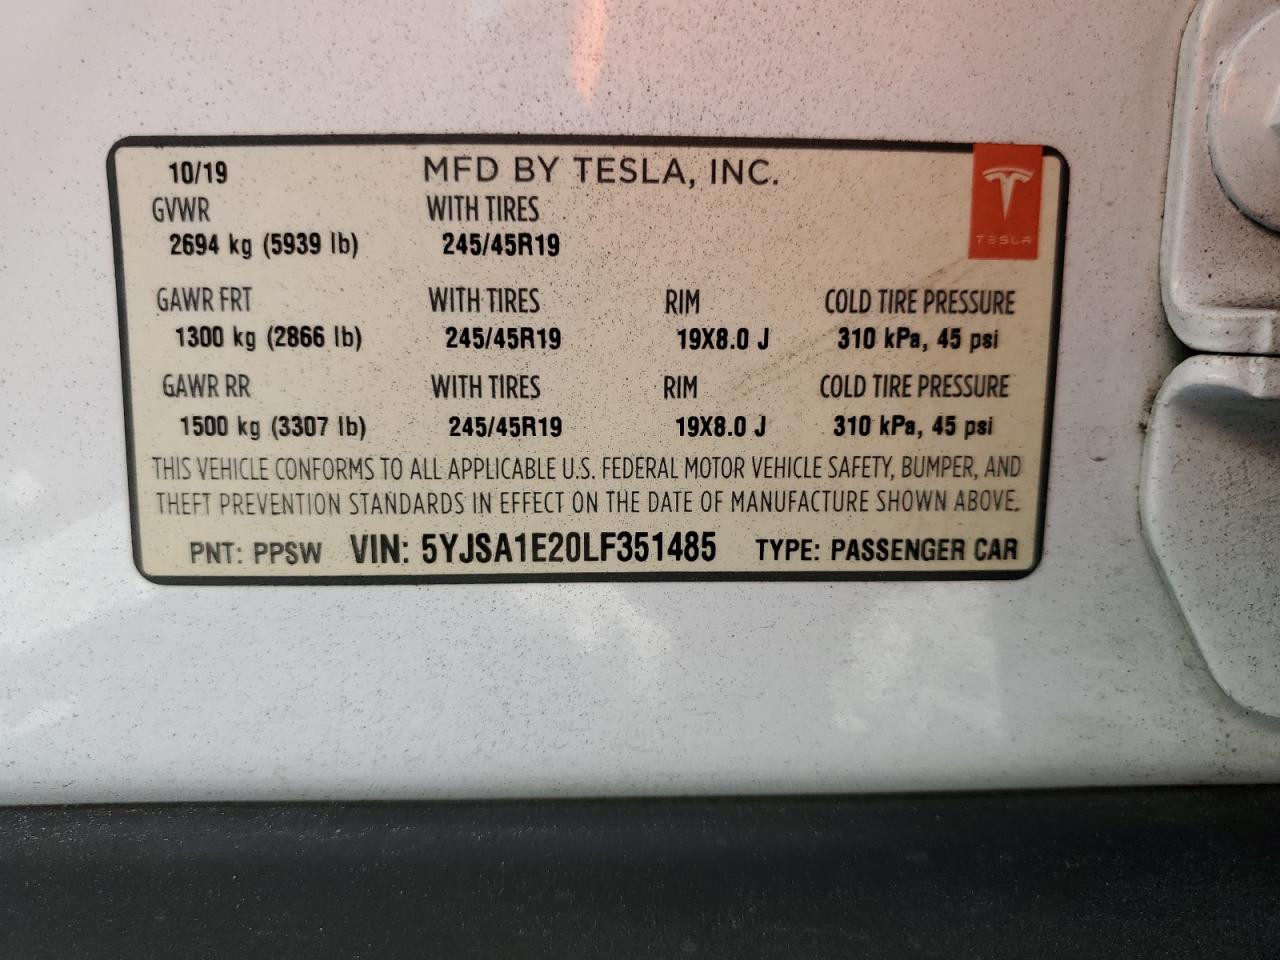 10/19 MFD BY TESLA, INC.
GVWR WITH TIRES
2694 kg (5939 lb) 245/45R19
TESLA
GAWR FRT WITH TIRES RIM COLD TIRE PRESSURE
1300 kg (2866 lb) 245/45R19 19X8.0 J 310 kPa, 45 psi
GAWR RR WITH TIRES RIM COLD TIRE PRESSURE
1500 kg (3307 lb) 245/45R19 19X8.0 J 310 kPa, 45 psi
THIS VEHICLE CONFORMS TO ALL APPLICABLE U.S. FEDERAL MOTOR VEHICLE SAFETY, BUMPER, AND
THEFT PREVENTION STANDARDS IN EFFECT ON THE DATE OF MANUFACTURE SHOWN ABOVE.
PNT: PPSW VIN: 5YJSA1E20LF351485 TYPE: PASSENGER CAR